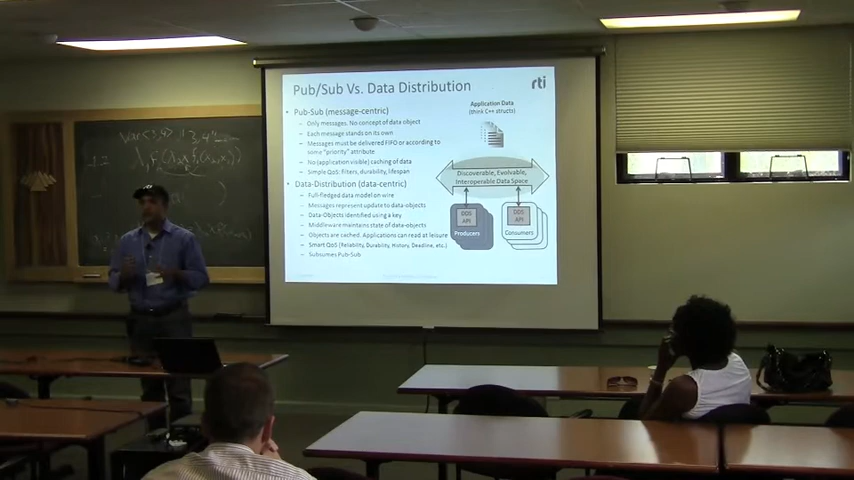 Pub/Sub Vs. Data Distribution
rti
Pub-Sub (message-centric)
– Only messages. No concept of data object
– Each message stands on its own
– Messages must be delivered FIFO or according to
some "priority" attribute
– No (application visible) caching of data
– Simple QoS: filters, durability, lifespan
Data-Distribution (data-centric)
– Full-fledged data model on wire
– Messages represent update to data-objects
– Data-Objects identified using a key
– Middleware maintains state of data-objects
– Objects are cached. Applications can read at leisure
– Smart QoS (Reliability, Durability, History, Deadline, etc.)
– Subsumes Pub-Sub
Application Data
(think C++ structs)
Discoverable, Evolvable,
Interoperable Data Space
DDS
API
Producers
DDS
API
Consumers